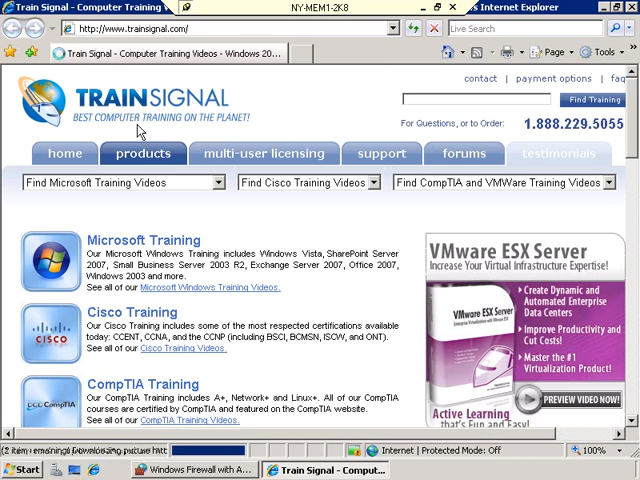 Train Signal - Computer Training V
NY-MEM1-2K8
s Internet Explorer
http://www.trainsignal.com/
Live Search
Train Signal - Computer Training Videos - Windows 20...
Page
Tools
contact | payment options | faq
TRAINSIGNAL
BEST COMPUTER TRAINING ON THE PLANET!
Find Training
For Questions, or to Order: 1.888.229.5055
home
products
multi-user licensing
support
forums
testimonials
Find Microsoft Training Videos
Find Cisco Training Videos
Find CompTIA and VMWare Training Videos
Microsoft Training
Our Microsoft Windows Training includes Windows Vista, SharePoint Server
2007, Small Business Server 2003 R2, Exchange Server 2007, Office 2007,
Windows 2003 and more.
See all of our Microsoft Windows Training Videos.
CISCO
Cisco Training
Our Cisco Training includes some of the most respected certifications available
today: CCENT, CCNA, and the CCNP (including BSCI, BCMSN, ISCW, and ONT).
See all of our Cisco Training Videos.
CompTIA
CompTIA Training
Our CompTIA Training includes A+, Network+ and Linux+. All of our CompTIA
courses are certified by CompTIA and featured on the CompTIA website.
See all of our CompTIA Training Videos.
VMware ESX Server
Increase Your Virtual Infrastructure Expertise!
VMware ESX Server
Create Dynamic and
Automated Enterprise
Data Centers
Improve Productivity and
Cut Costs!
Master the #1
Virtualization Product!
PREVIEW VIDEO NOW!
Active Learning
that's Fun and Easy!
(2 item
Internet | Protected Mode: Off
100%
Start
Windows Firewall with A...
Train Signal - Comput...